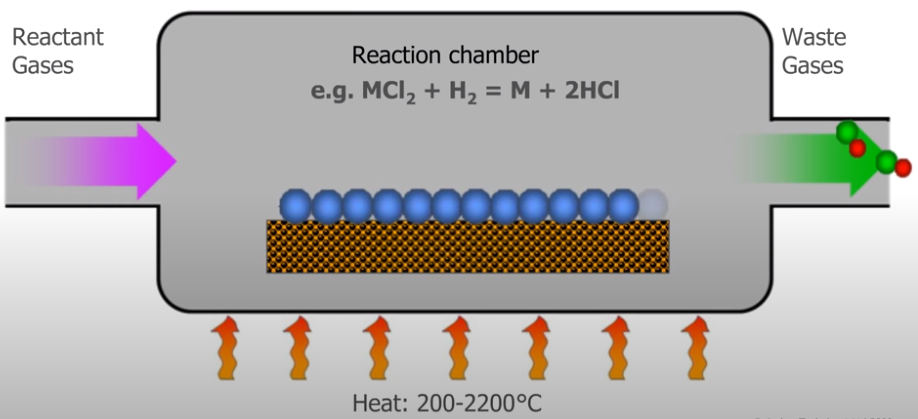 Reactant
Gases
Reaction chamber
e.g. MCl₂ + H₂ = M + 2HCl
Waste
Gases
Heat: 200-2200°C